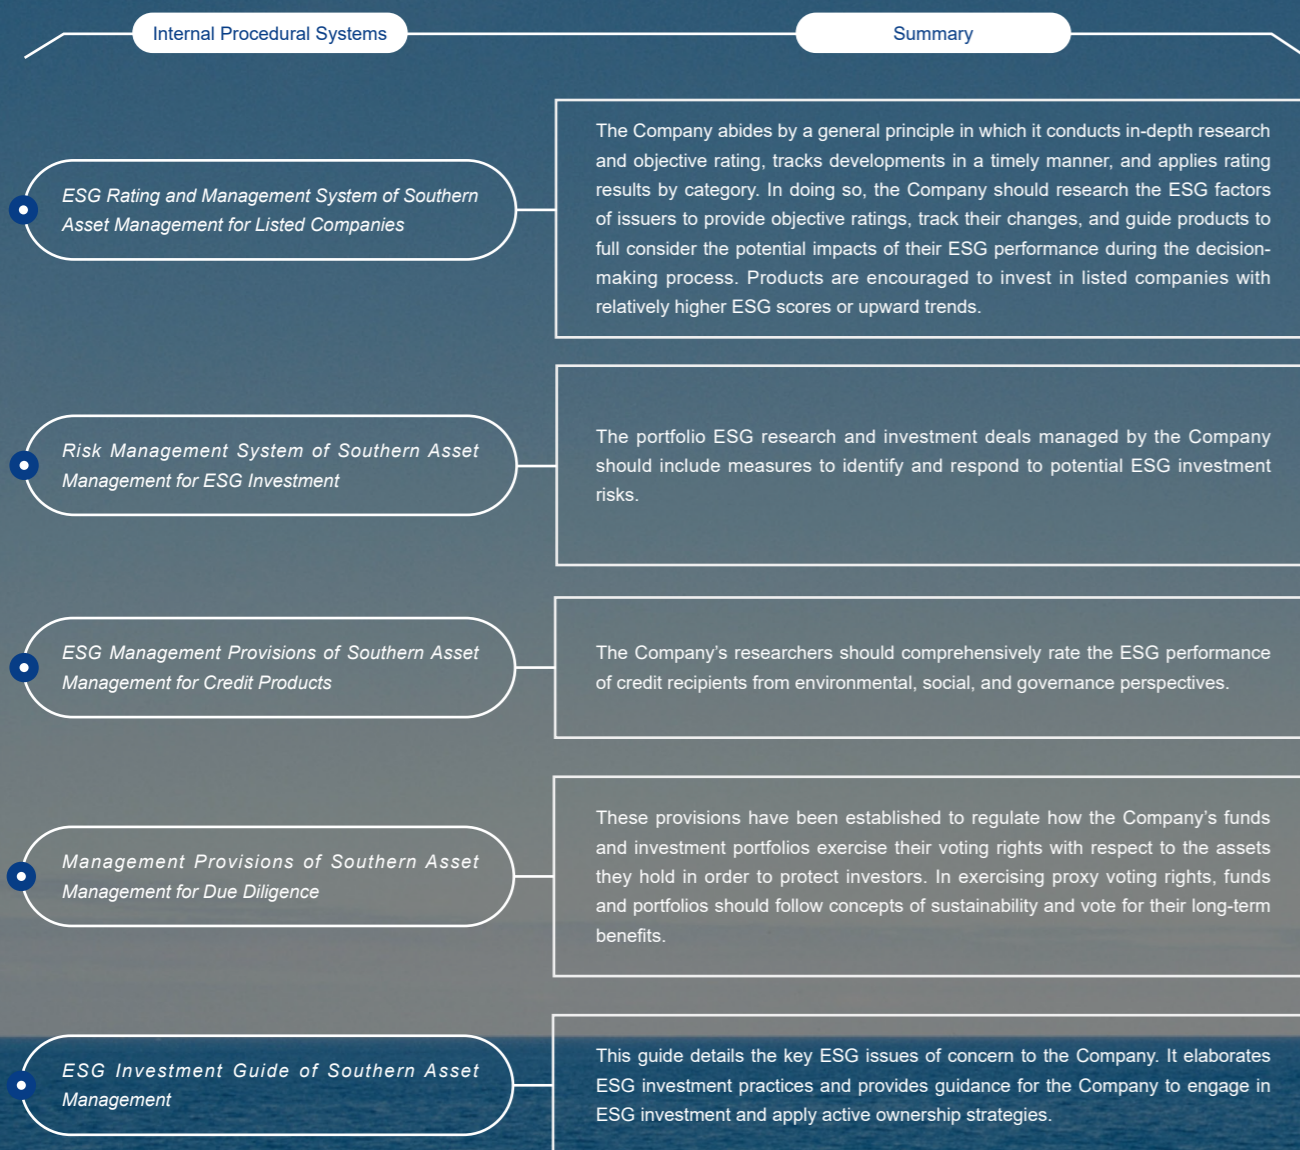 Internal Procedural Systems
Summary
ESG Rating and Management System of Southern
Asset Management for Listed Companies
The Company abides by a general principle in which it conducts in-depth research
and objective rating, tracks developments in a timely manner, and applies rating
results by category. In doing so, the Company should research the ESG factors
of issuers to provide objective ratings, track their changes, and guide products to
full consider the potential impacts of their ESG performance during the decision-
making process. Products are encouraged to invest in listed companies with
relatively higher ESG scores or upward trends.
Risk Management System of Southern Asset
Management for ESG Investment
The portfolio ESG research and investment deals managed by the Company
should include measures to identify and respond to potential ESG investment
risks.
ESG Management Provisions of Southern Asset
Management for Credit Products
The Company’s researchers should comprehensively rate the ESG performance
of credit recipients from environmental, social, and governance perspectives.
Management Provisions of Southern Asset
Management for Due Diligence
These provisions have been established to regulate how the Company’s funds
and investment portfolios exercise their voting rights with respect to the assets
they hold in order to protect investors. In exercising proxy voting rights, funds
and portfolios should follow concepts of sustainability and vote for their long-term
benefits.
ESG Investment Guide of Southern Asset
Management
This guide details the key ESG issues of concern to the Company. It elaborates
ESG investment practices and provides guidance for the Company to engage in
ESG investment and apply active ownership strategies.